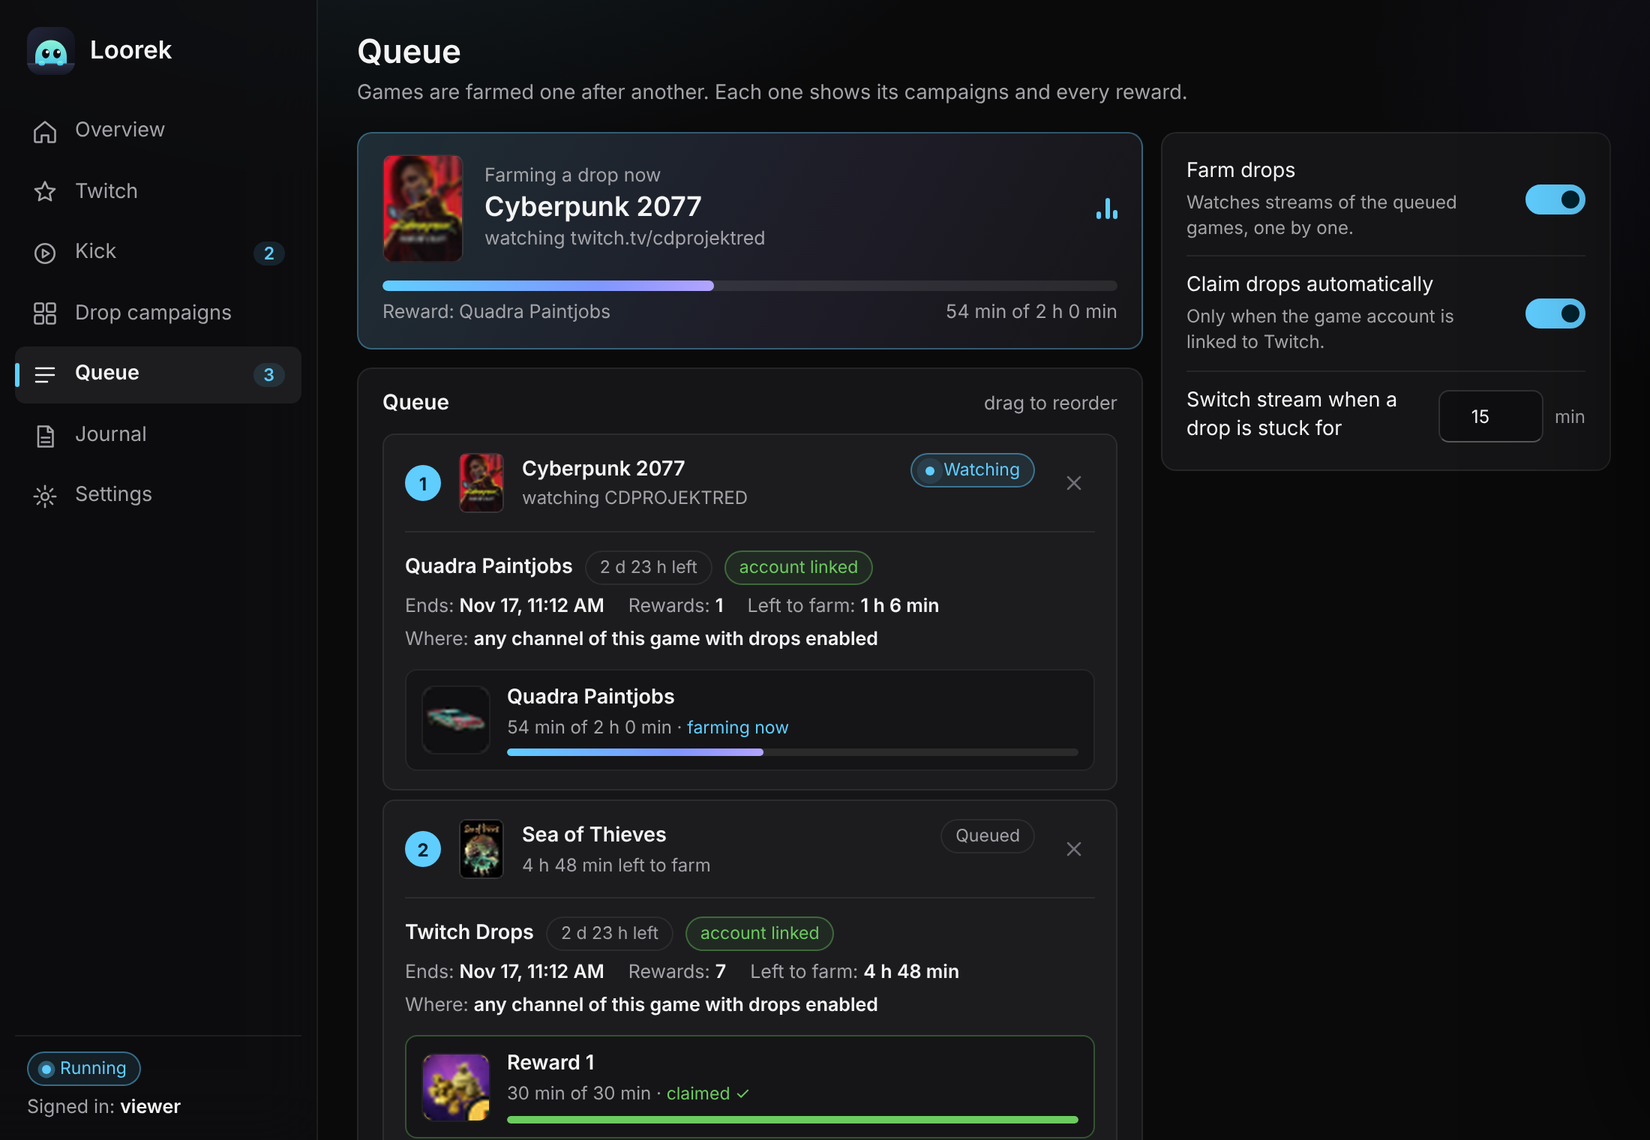 Loorek
Overview
Twitch
Kick
2
Drop campaigns
Queue
3
Journal
Settings
Running
Signed in: viewer
Queue
Games are farmed one after another. Each one shows its campaigns and every reward.
Farming a drop now
Cyberpunk 2077
watching twitch.tv/cdprojektred
Reward: Quadra Paintjobs
54 min of 2 h 0 min
Queue
drag to reorder
1
Cyberpunk 2077
watching CDPROJEKTRED
Watching
Quadra Paintjobs
2 d 23 h left
account linked
Ends: Nov 17, 11:12 AM Rewards: 1 Left to farm: 1 h 6 min
Where: any channel of this game with drops enabled
Quadra Paintjobs
54 min of 2 h 0 min · farming now
2
Sea of Thieves
4 h 48 min left to farm
Queued
Twitch Drops
2 d 23 h left
account linked
Ends: Nov 17, 11:12 AM Rewards: 7 Left to farm: 4 h 48 min
Where: any channel of this game with drops enabled
Reward 1
30 min of 30 min · claimed ✓
Farm drops
Watches streams of the queued
games, one by one.
Claim drops automatically
Only when the game account is
linked to Twitch.
Switch stream when a
drop is stuck for
15
min